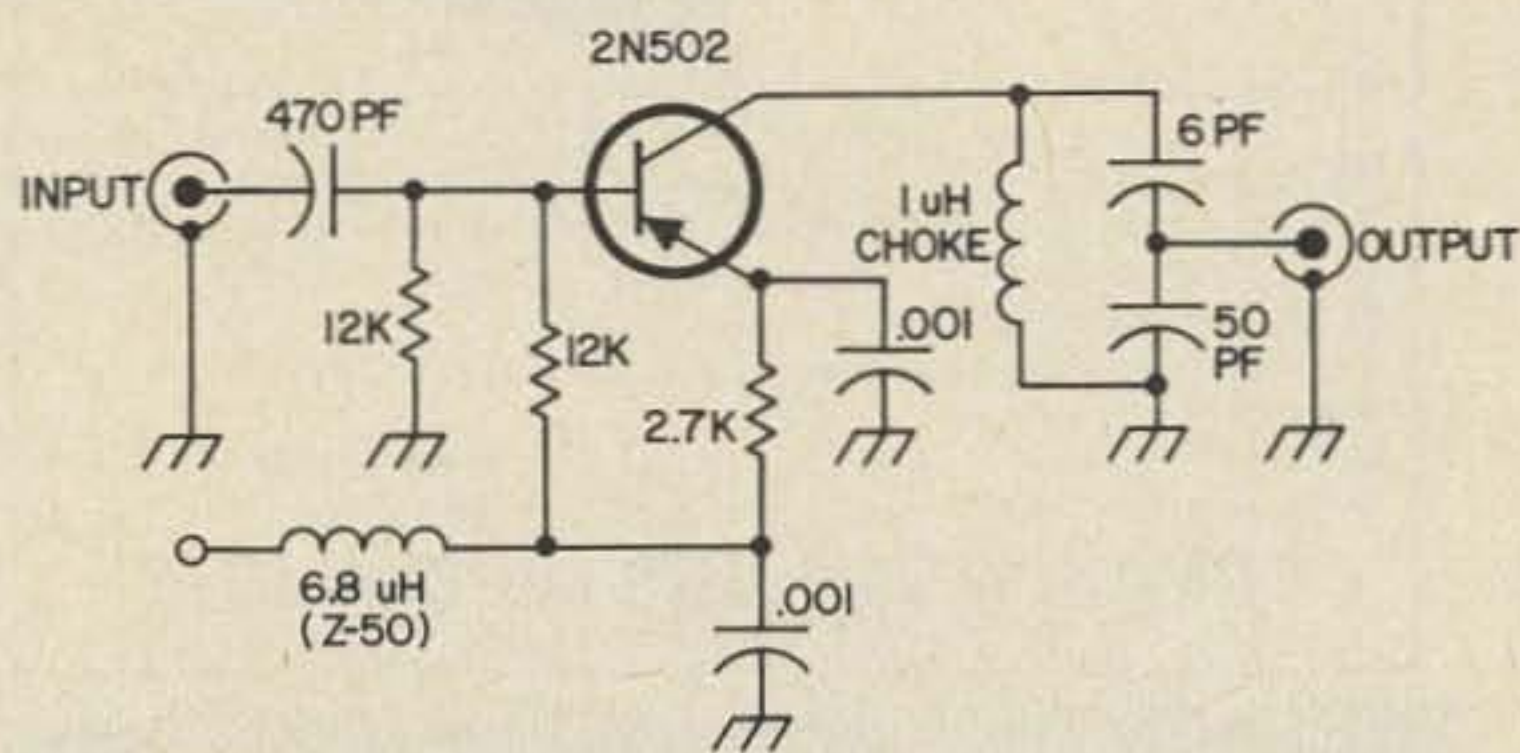 2N502
470 PF
6 PF
INPUT
1 uH
CHOKE
OUTPUT
12K
12K
.001
50
PF
2.7K
6.8 uH
(Z-50)
.001